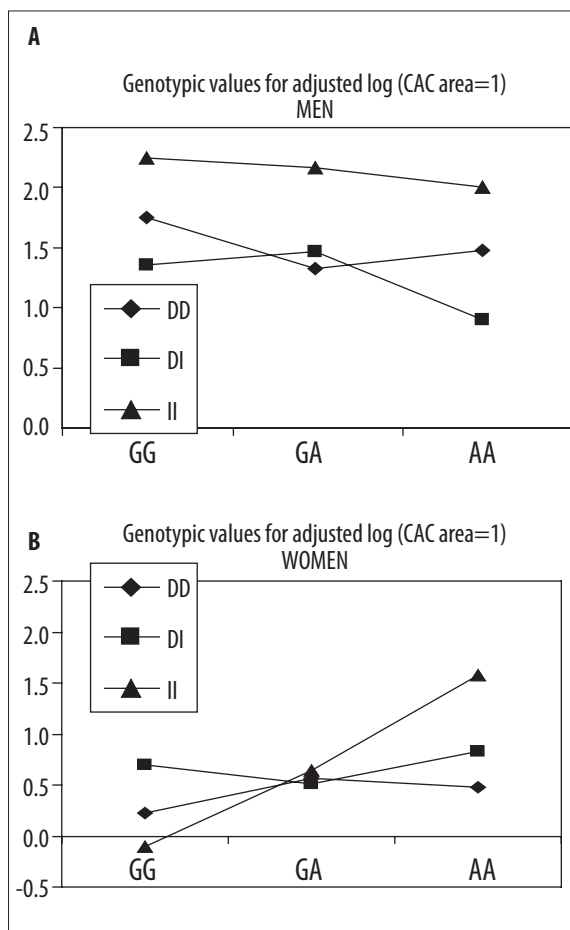 A
Genotypic values for adjusted log (CAC area=1)
MEN
2.5
2.0
1.5
1.0
0.5
0.0
DD
DI
II
GG GA AA
B
Genotypic values for adjusted log (CAC area=1)
WOMEN
2.5
2.0
1.5
1.0
0.5
0.0
-0.5
DD
DI
II
GG GA AA